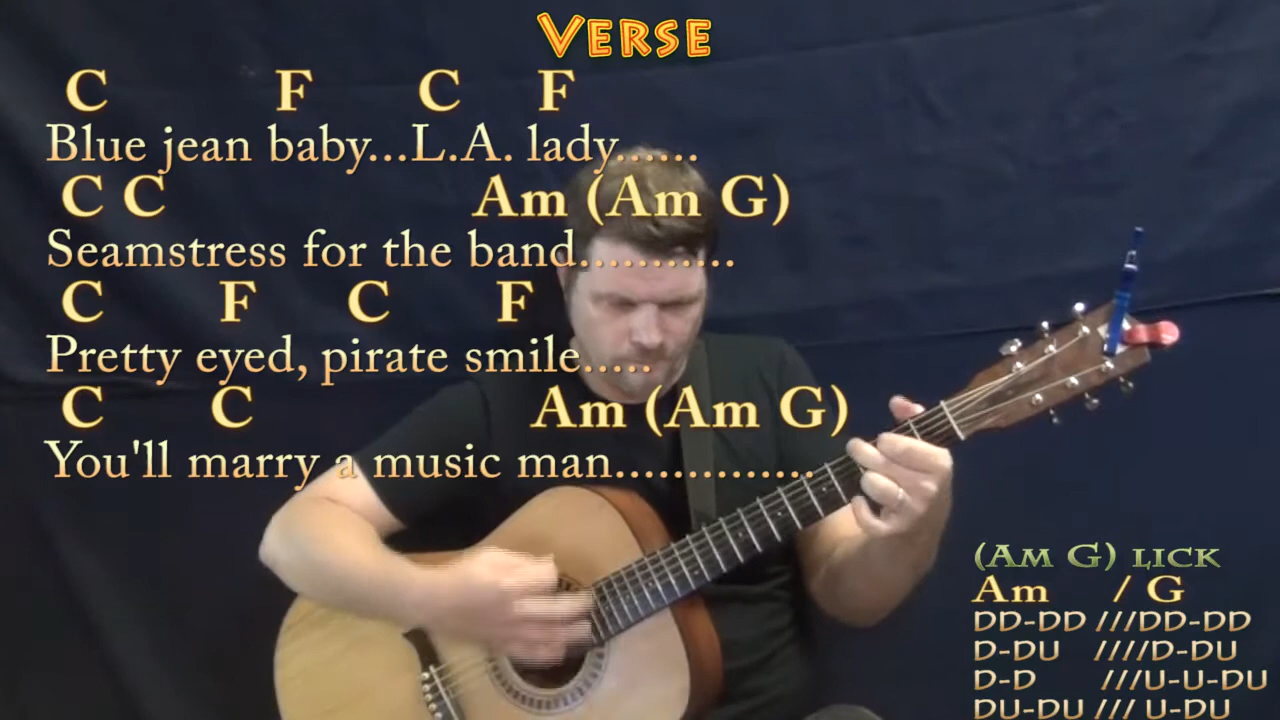 VERSE
C F C F
Blue jean baby...L.A. lady......
C C Am (Am G)
Seamstress for the band...........
C F C F
Pretty eyed, pirate smile.....
C C Am (Am G)
You'll marry a music man..............
(Am G) LICK
Am / G
DD-DD ///DD-DD
D-DU ////D-DU
D-D ///U-U-DU
DU-DU /// U-DU